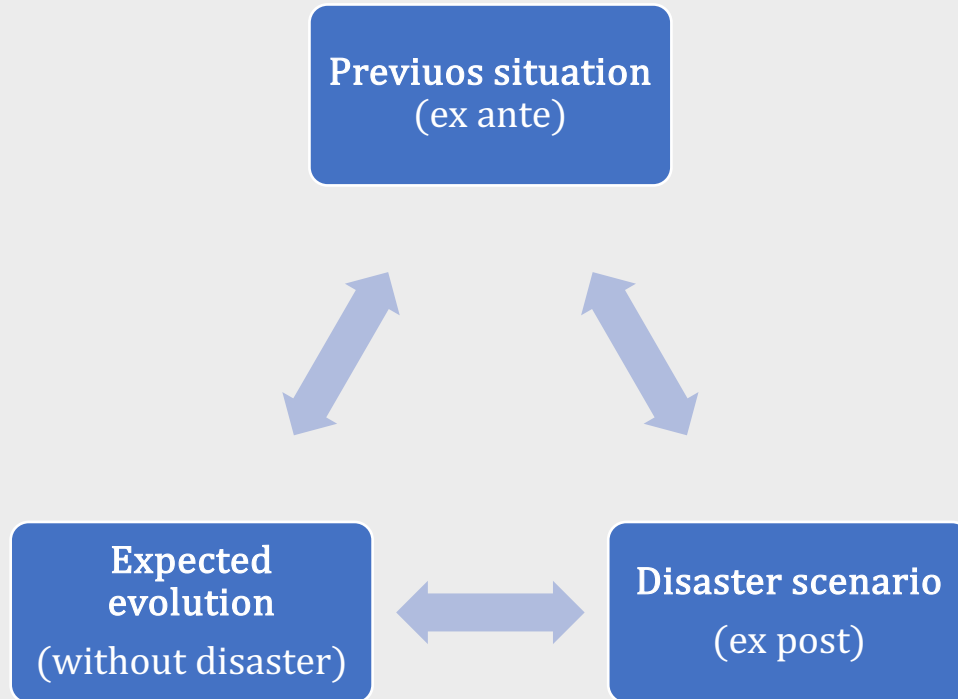 Previuos situation
(ex ante)
Expected
evolution
(without disaster)
Disaster scenario
(ex post)